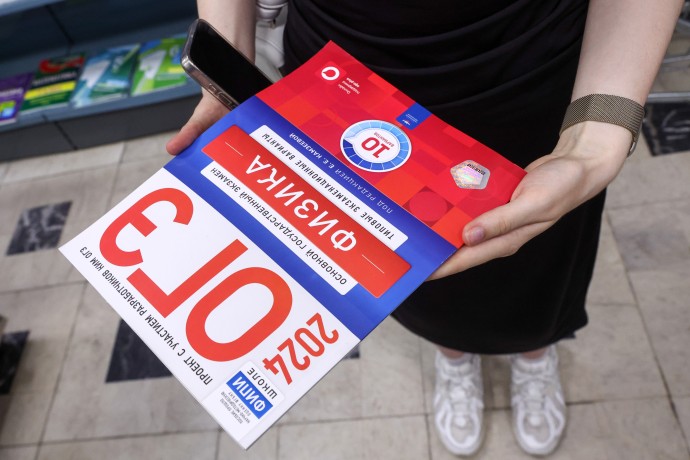 ПРОЕКТ С УЧАСТИЕМ РАЗРАБОТЧИКОВ КИМ ОГЭ
ФИПИ
ШКОЛЕ
ОГЭ
2024
ОСНОВНОЙ ГОСУДАРСТВЕННЫЙ ЭКЗАМЕН
ФИЗИКА
ТИПОВЫЕ ЭКЗАМЕНАЦИОННЫЕ ВАРИАНТЫ
ПОД РЕДАКЦИЕЙ Е.Е. КАМЗЕЕВОЙ
10
ВАРИАНТОВ